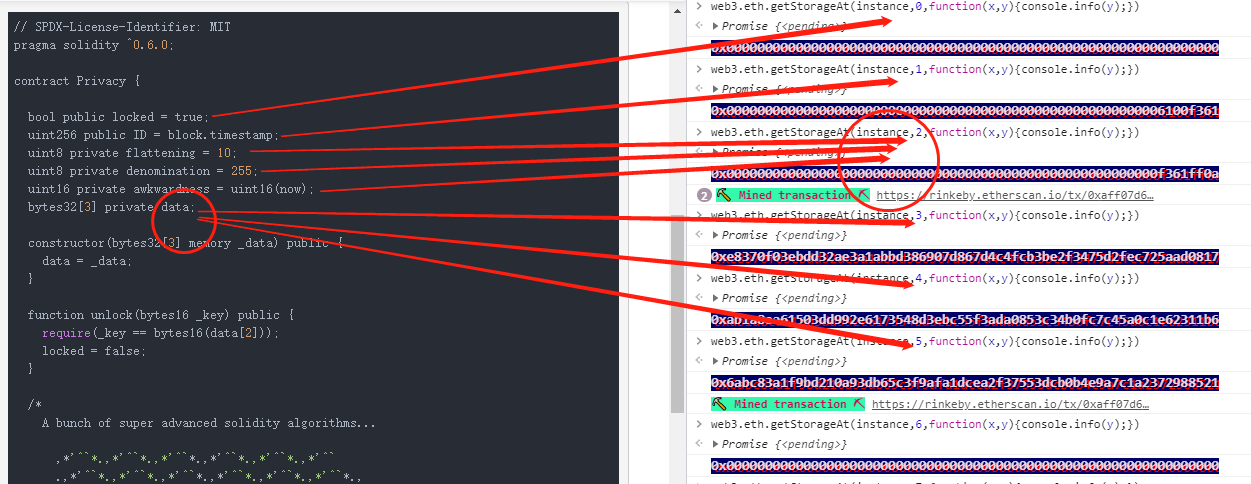 // SPDX-License-Identifier: MIT
pragma solidity ^0.6.0;
contract Privacy {
bool public locked = true;
uint256 public ID = block.timestamp;
uint8 private flattening = 10;
uint8 private denomination = 255;
uint16 private awkwardness = uint16(now);
bytes32[3] private data;
constructor(bytes32[3] memory _data) public {
data = _data;
}
function unlock(bytes16 _key) public {
require(_key == bytes16(data[2]));
locked = false;
}
/*
A bunch of super advanced solidity algorithms...
,*'^`*.,*'^`*.,*'^`*.,*'^`*.,*'^`*.,*'^`
.,*'^`*.,*'^`*.,*'^`*.,*'^`*.,*'^`*.,*'^`*.,
web3.eth.getStorageAt(instance,0,function(x,y){console.info(y);})
Promise {<pending>}
0x0000000000000000000000000000000000000000000000000000000000000000
web3.eth.getStorageAt(instance,1,function(x,y){console.info(y);})
Promise {<pending>}
0x000000000000000000000000000000000000000000000000000000006100f361
web3.eth.getStorageAt(instance,2,function(x,y){console.info(y);})
Promise {<pending>}
0x00000000000000000000000000000000000000000000000000000000f361ff0a
2 Mined transaction https://rinkeby.etherscan.io/tx/0xaff07d6…
web3.eth.getStorageAt(instance,3,function(x,y){console.info(y);})
Promise {<pending>}
0xe8370f03ebdd32ae3a1abbd386907d867d4c4fcb3be2f3475d2fec725aad0817
web3.eth.getStorageAt(instance,4,function(x,y){console.info(y);})
Promise {<pending>}
web3.eth.getStorageAt(instance,5,function(x,y){console.info(y);})
Promise {<pending>}
0x6abc83a1f9bd210a93db65c3f9afa1dcea2f37553dcb0b4e9a7c1a2372988521
Mined transaction https://rinkeby.etherscan.io/tx/0xaff07d6…
web3.eth.getStorageAt(instance,6,function(x,y){console.info(y);})
Promise {<pending>}
0x0000000000000000000000000000000000000000000000000000000000000000